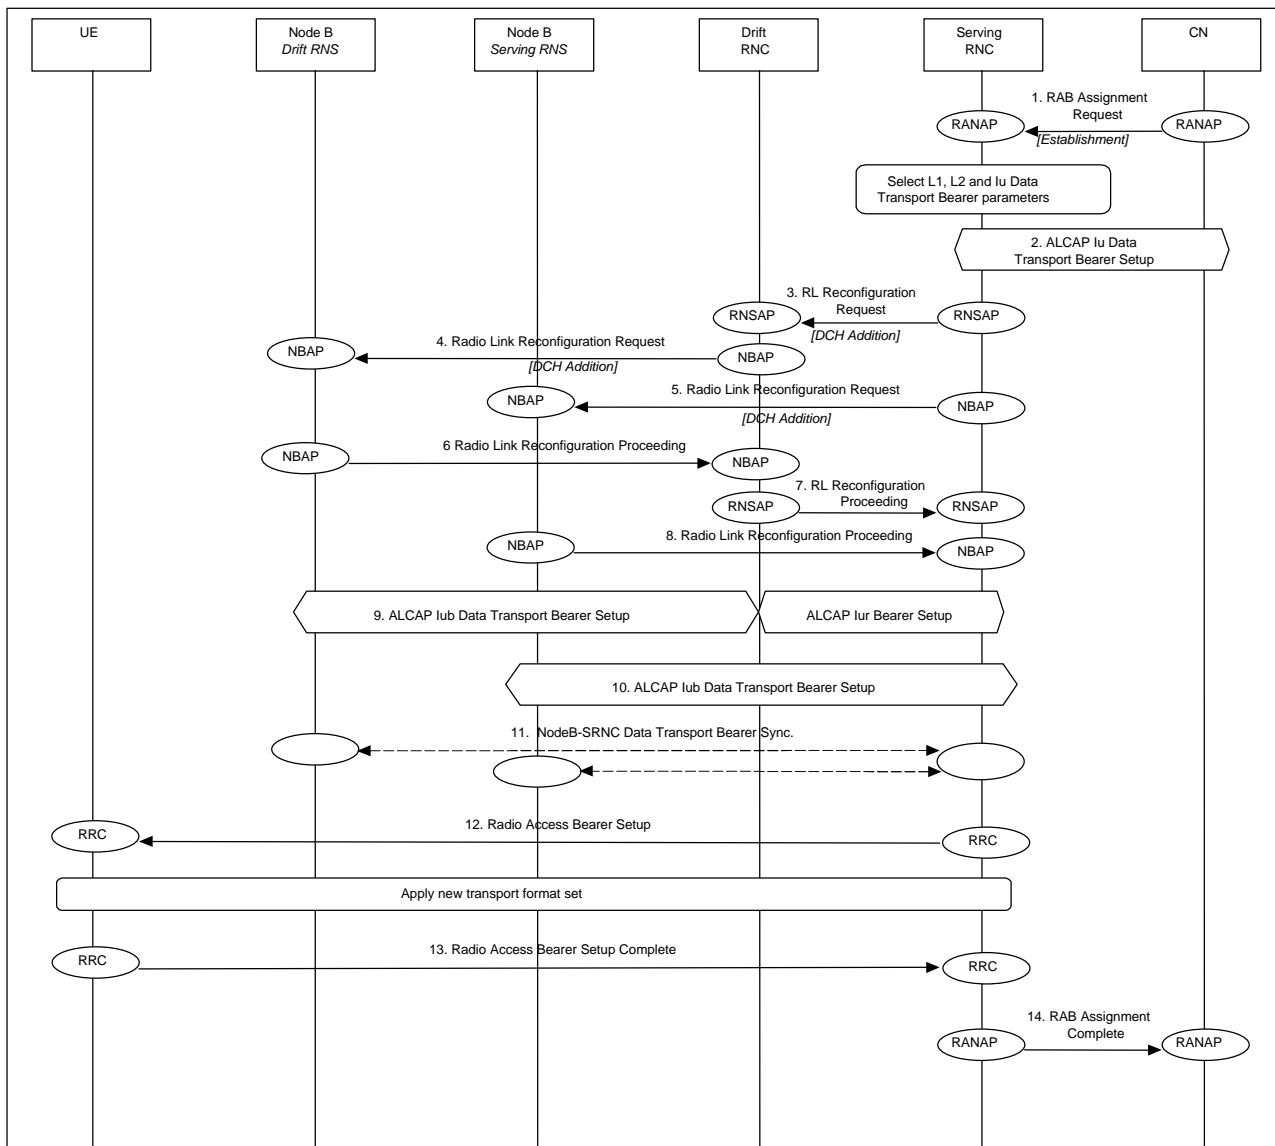 UE
Node B
Drift RNS
Node B
Serving RNS
Drift
RNC
Serving
RNC
CN
1. RAB Assignment
Request
RANAP
RANAP
[Establishment]
Select L1, L2 and Iu Data
Transport Bearer parameters
2. ALCAP Iu Data
Transport Bearer Setup
3. RL Reconfiguration
Request
RNSAP
RNSAP
[DCH Addition]
4. Radio Link Reconfiguration Request
NBAP
NBAP
[DCH Addition]
5. Radio Link Reconfiguration Request
NBAP
NBAP
[DCH Addition]
6 Radio Link Reconfiguration Proceeding
NBAP
NBAP
7. RL Reconfiguration
Proceeding
RNSAP
RNSAP
8. Radio Link Reconfiguration Proceeding
NBAP
NBAP
9. ALCAP Iub Data Transport Bearer Setup
ALCAP Iur Bearer Setup
10. ALCAP Iub Data Transport Bearer Setup
11. NodeB-SRNC Data Transport Bearer Sync.
12. Radio Access Bearer Setup
RRC
RRC
Apply new transport format set
13. Radio Access Bearer Setup Complete
RRC
RRC
14. RAB Assignment
Complete
RANAP
RANAP